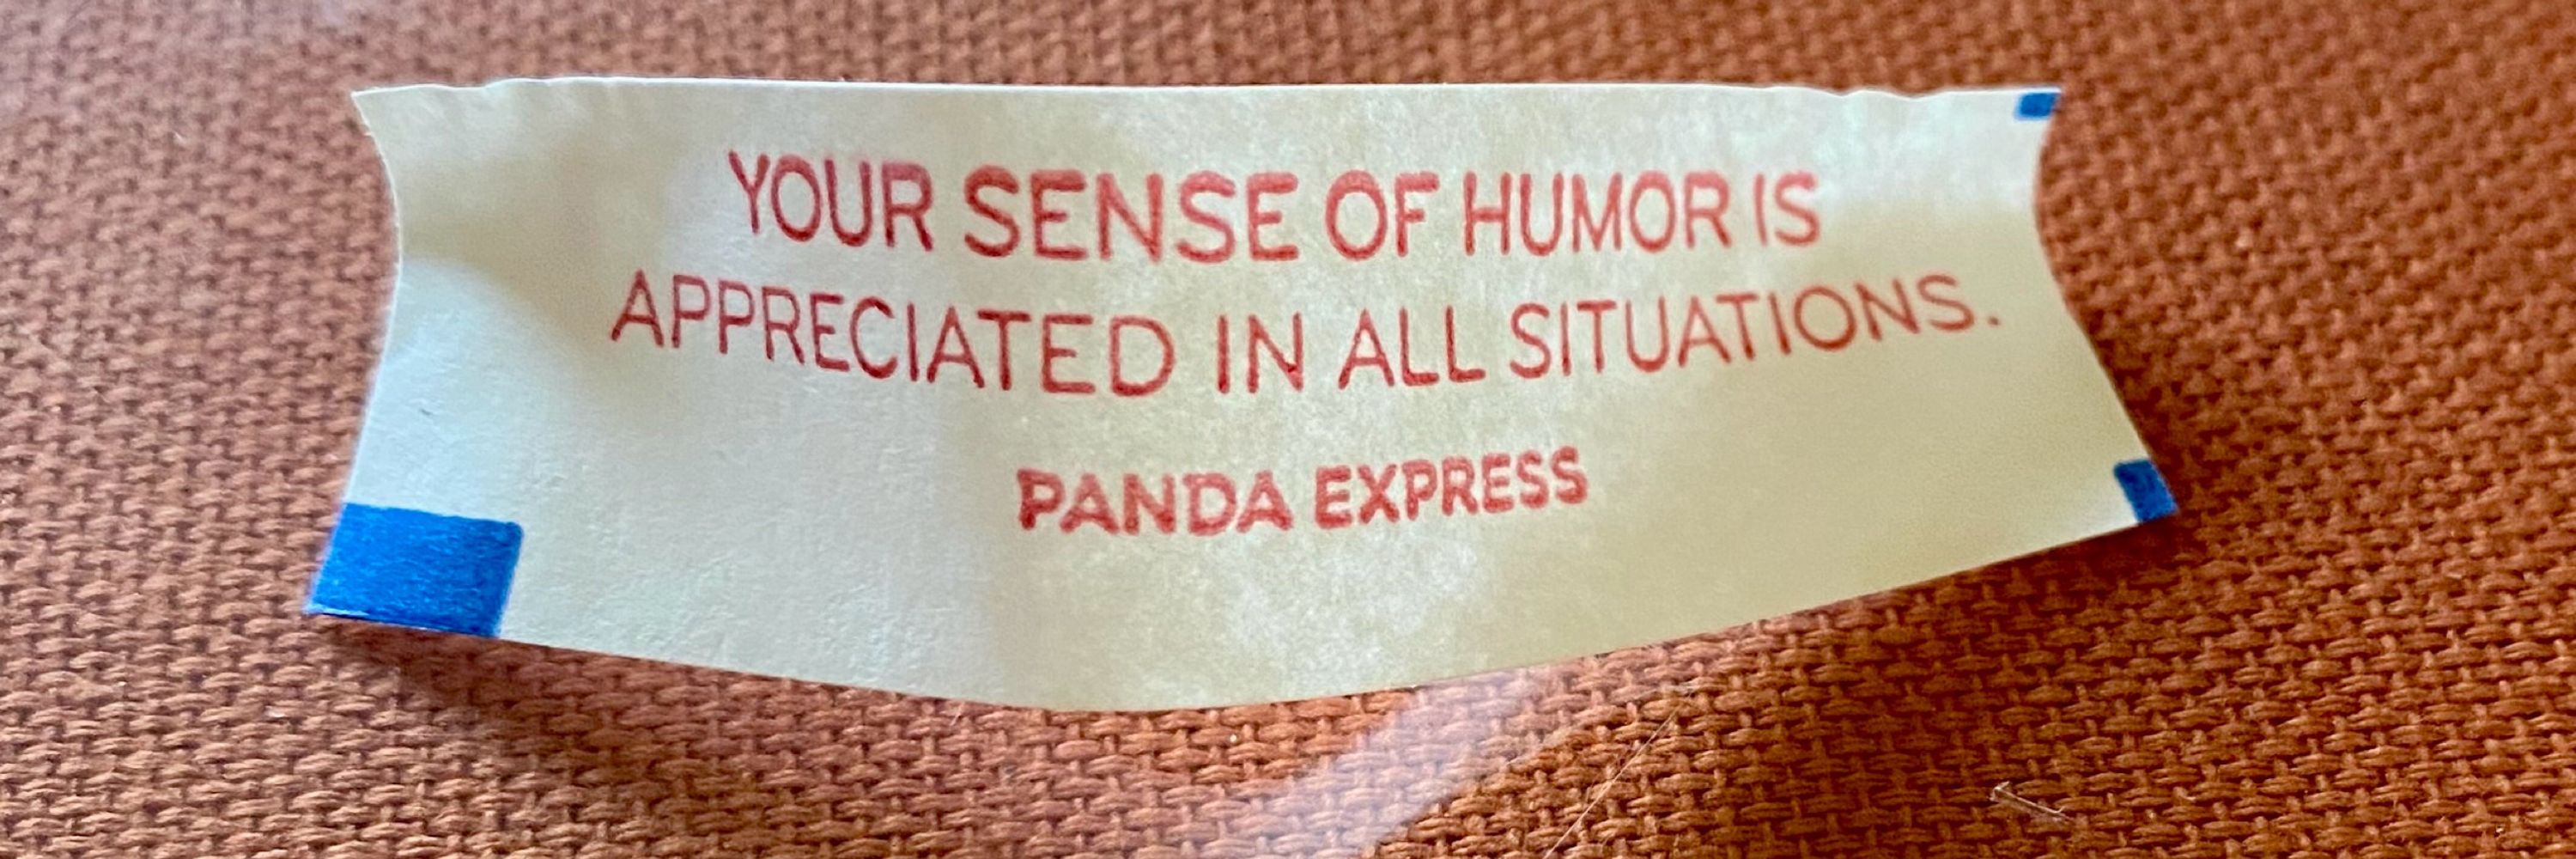 YOUR SENSE OF HUMOR IS
APPRECIATED IN ALL SITUATIONS.
PANDA EXPRESS